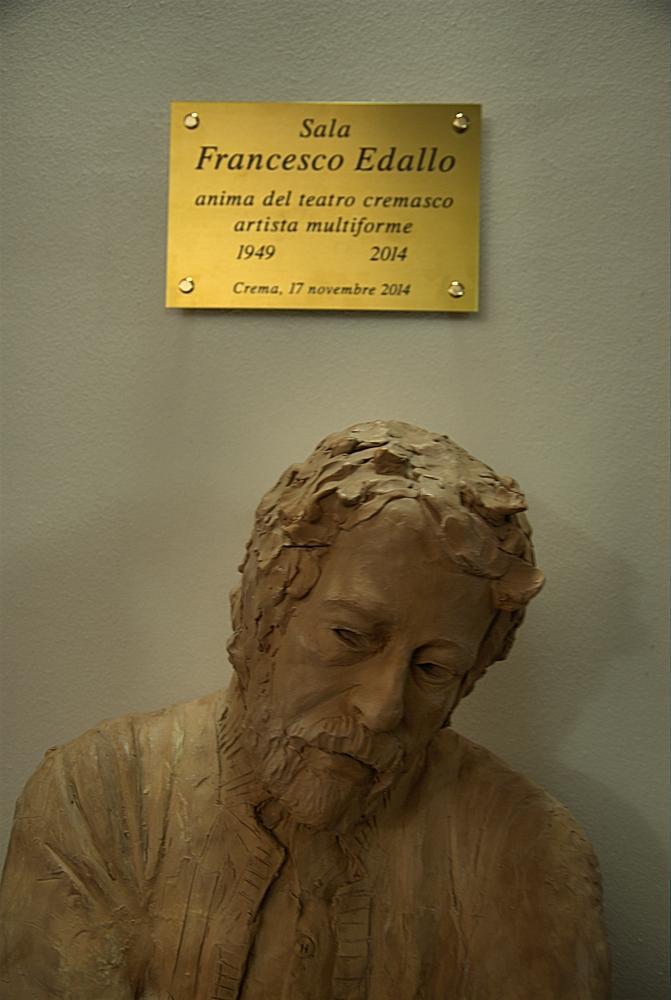 Sala
Francesco Edallo
anima del teatro cremasco
artista multiforme
1949 2014
Crema, 17 novembre 2014